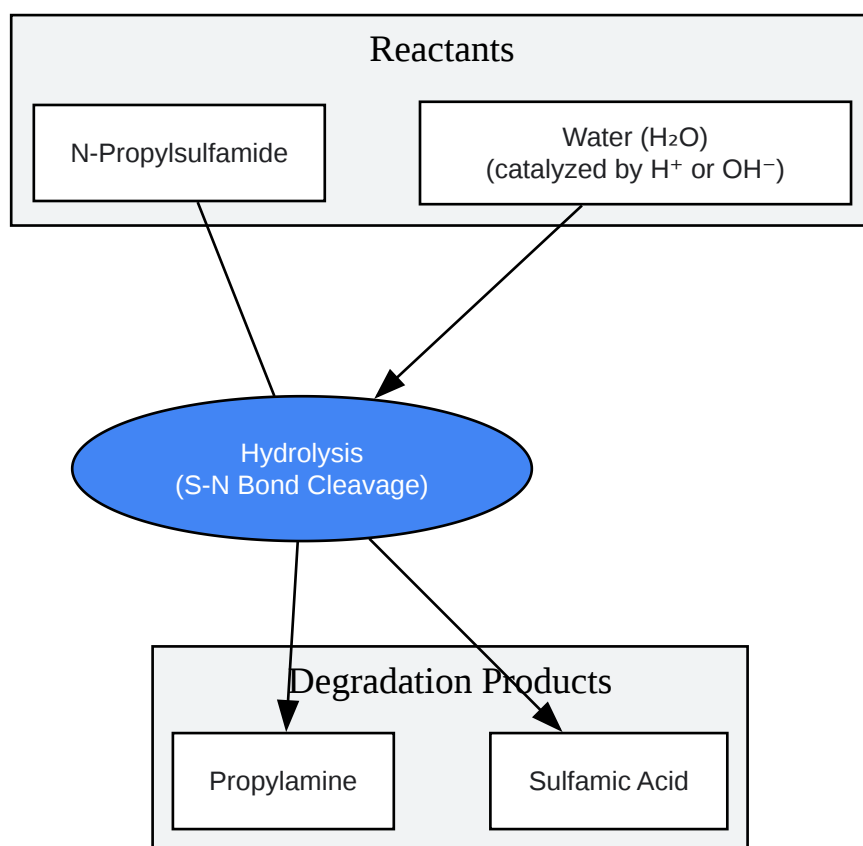 Reactants
N-Propylsulfamide
Water (H₂O)
(catalyzed by H⁺ or OH⁻)
Hydrolysis
(S-N Bond Cleavage)
Degradation Products
Propylamine
Sulfamic Acid